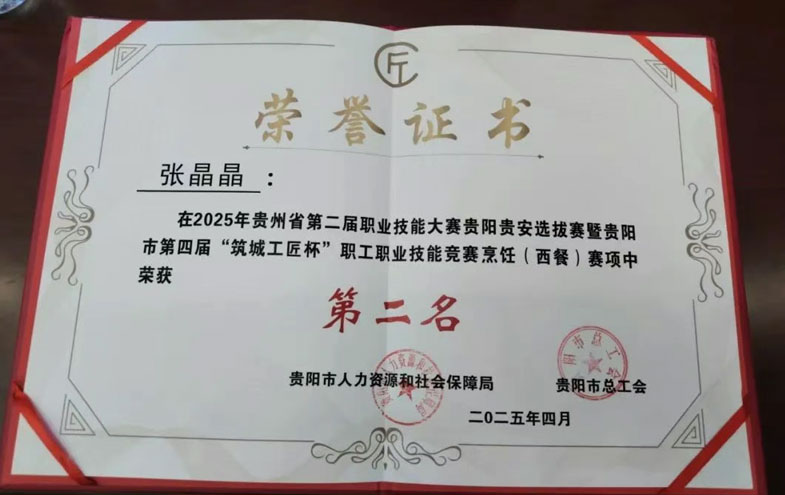 匠
荣誉证书
张晶晶：
在2025年贵州省第二届职业技能大赛贵阳贵安选拔赛暨贵阳
市第四届“筑城工匠杯”职工职业技能竞赛烹饪（西餐）赛项中
荣获
第二名
贵阳市人力资源和社会保障局 贵阳市总工会
二〇二五年四月